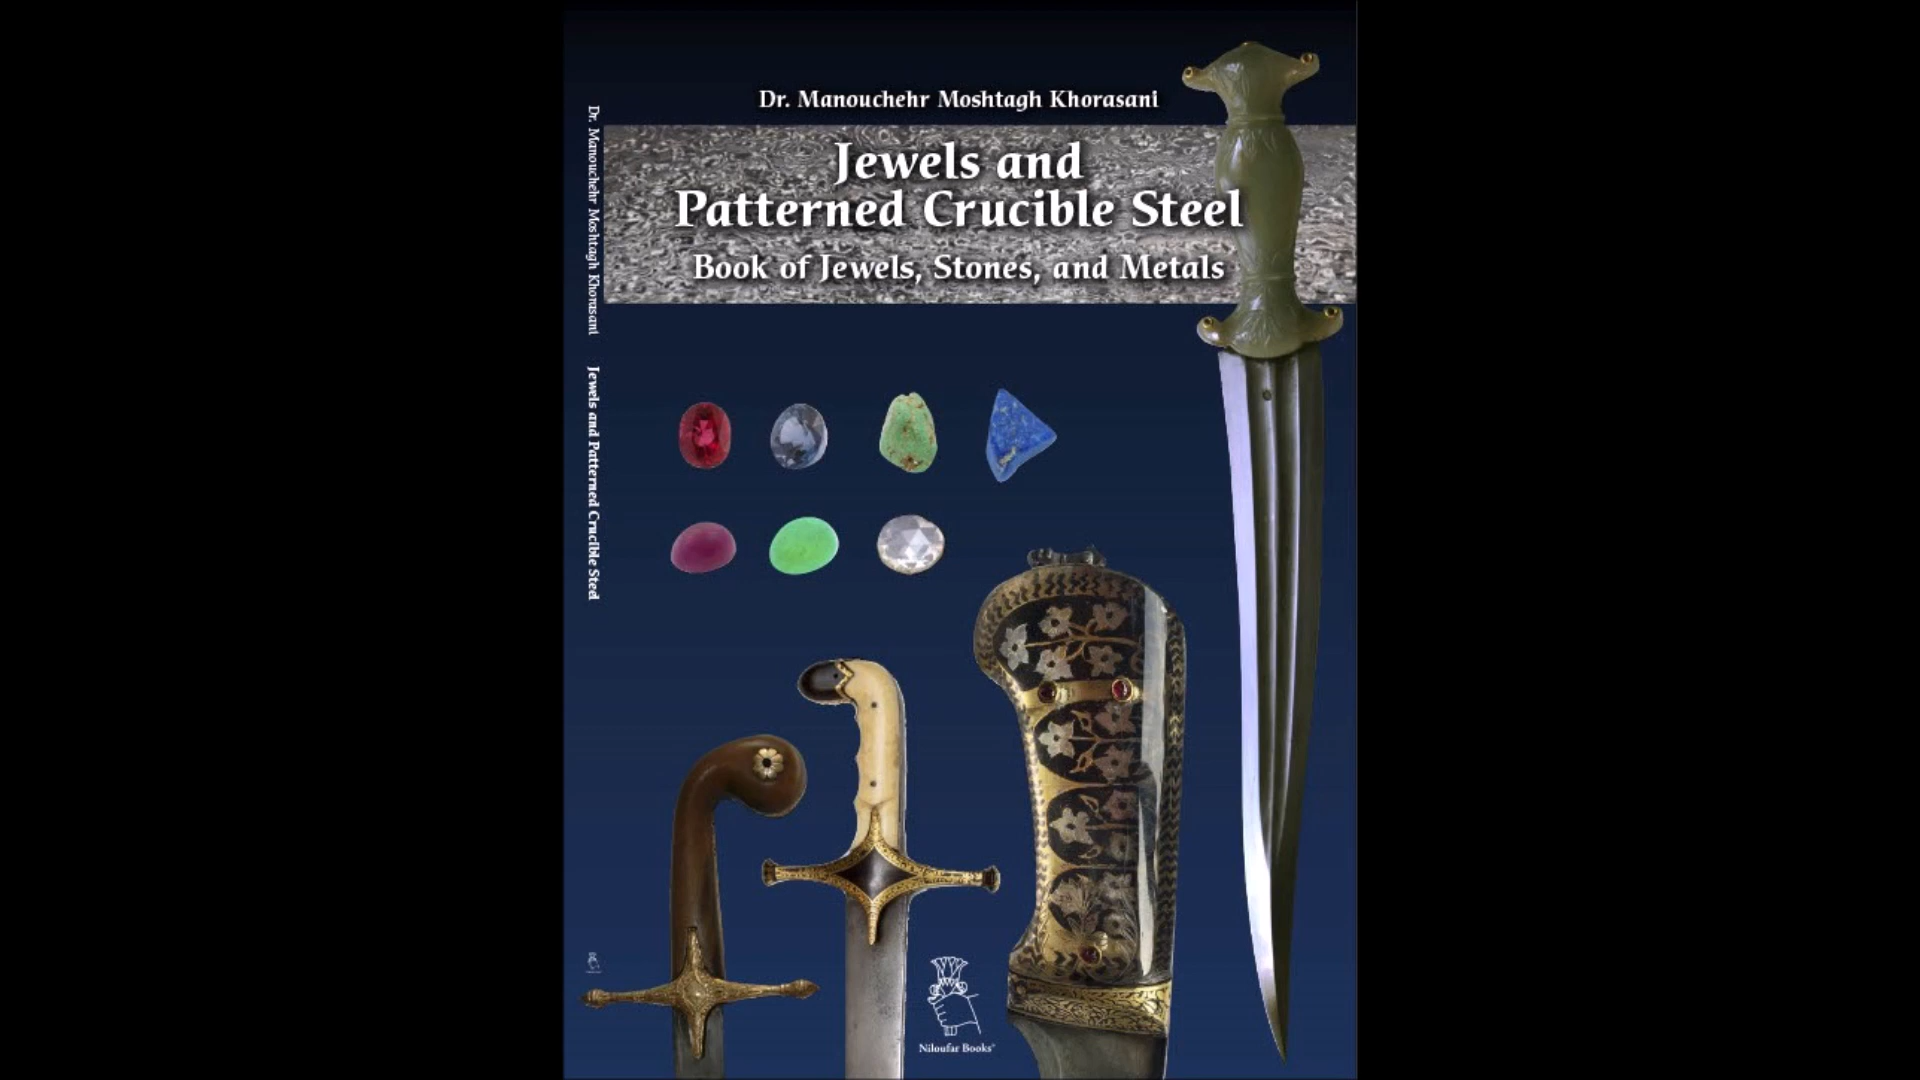 Dr. Manouchehr Moshtagh Khorasani
Jewels and
Patterned Crucible Steel
Book of Jewels, Stones, and Metals
Dr. Manouchehr Moshtagh Khorasani Jewels and Patterned Crucible Steel
Niloufar Books®